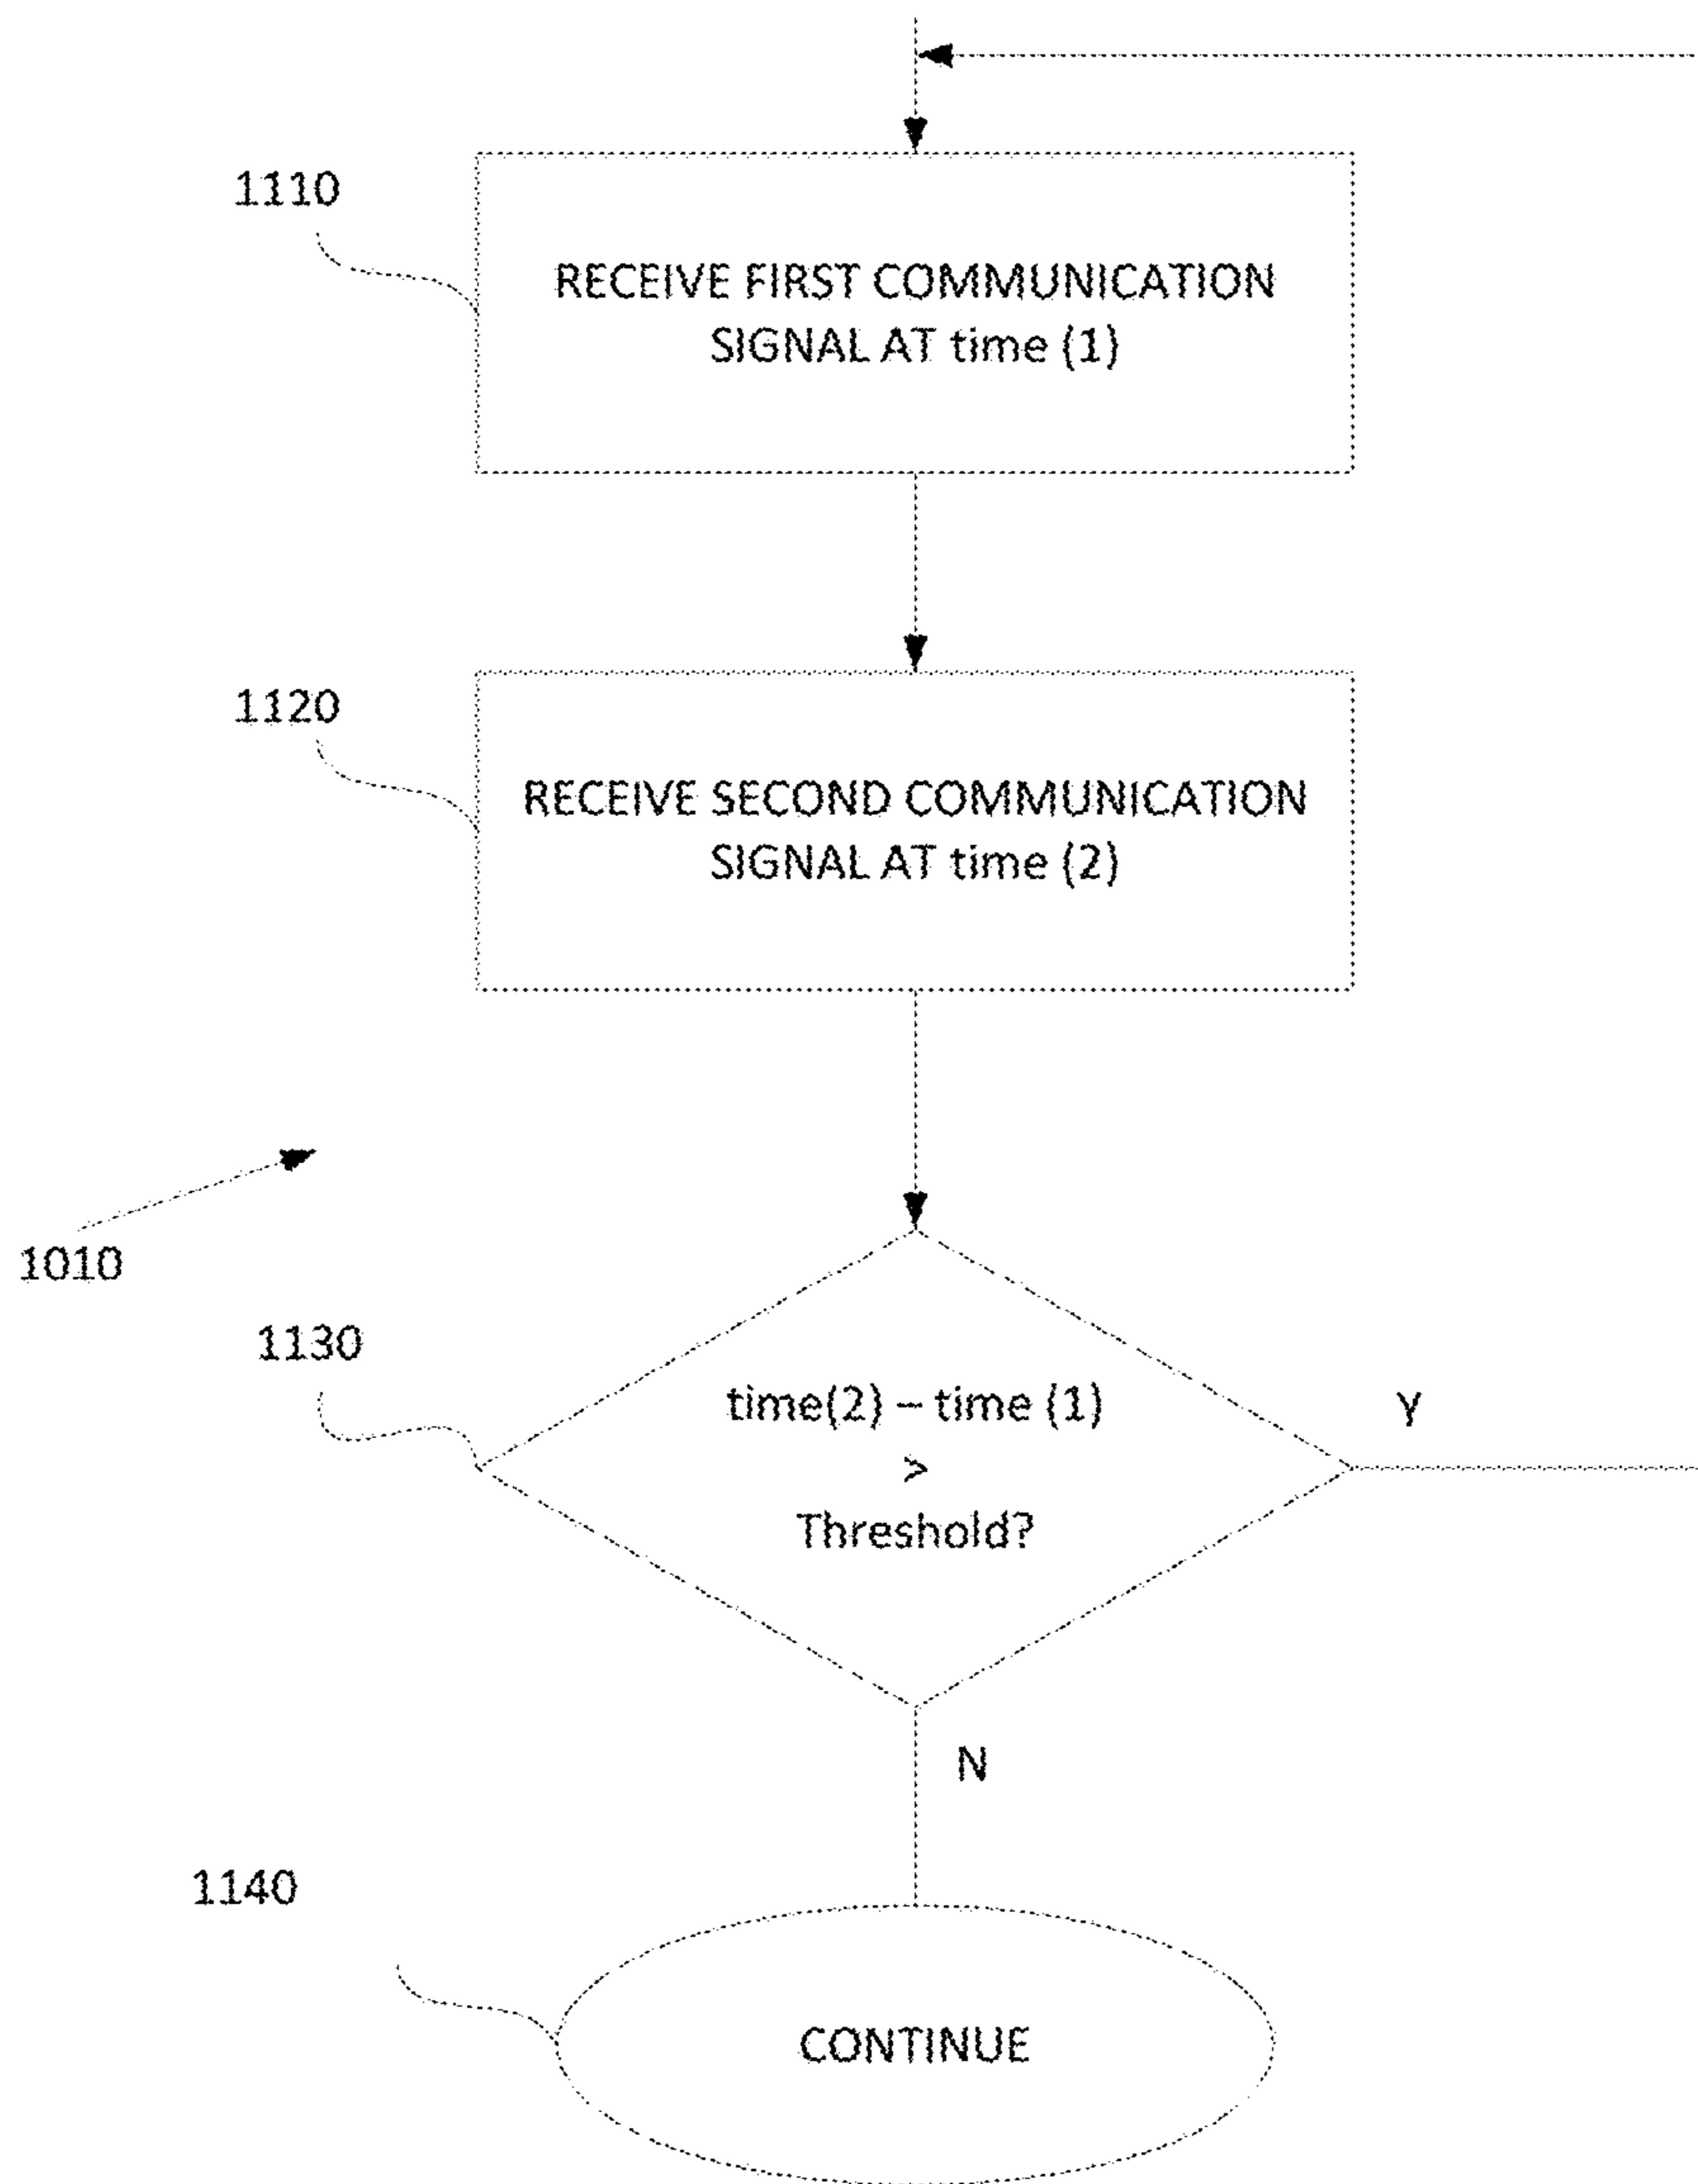 1110
RECEIVE FIRST COMMUNICATION
SIGNAL AT time (1)
1120
RECEIVE SECOND COMMUNICATION
SIGNAL AT time (2)
1010
1130
time(2) – time (1)
>
Threshold?
Y
N
1140
CONTINUE